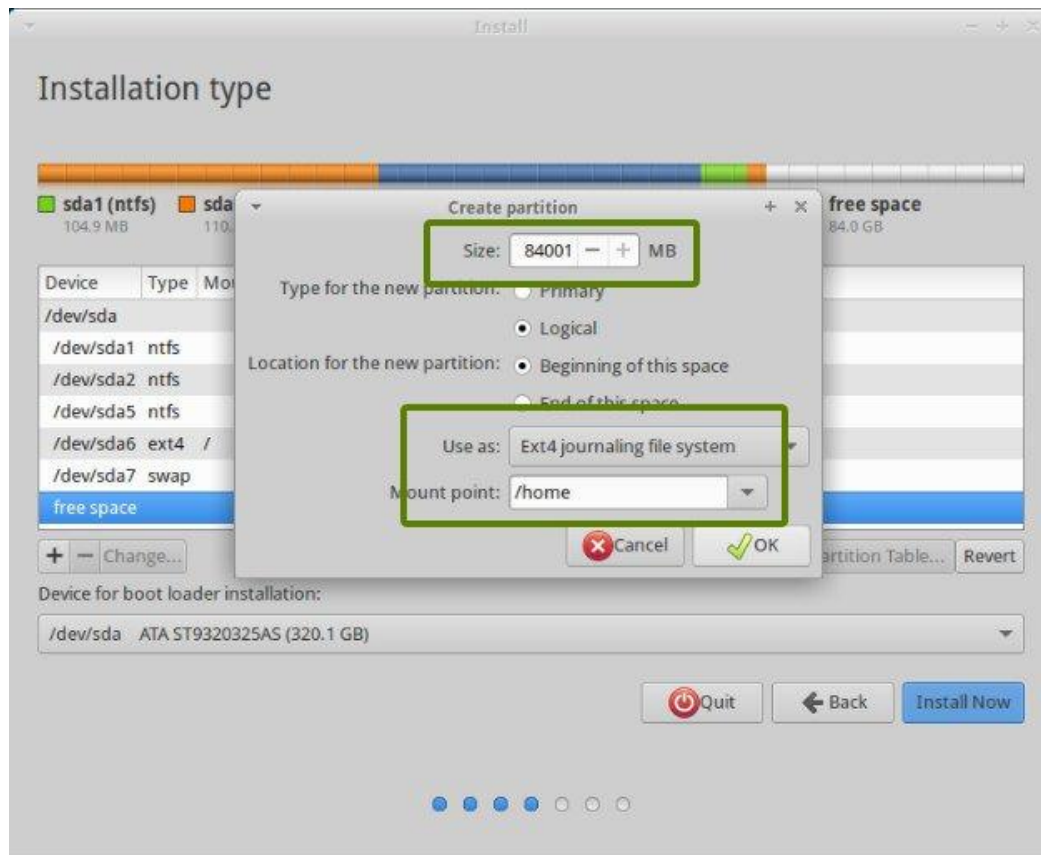 Install
Installation type
sda1 (ntfs) sda
104.9 MB 110.
free space
84.0 GB
Create partition
Size: 84001 MB
Type for the new partition: Primary
Logical
Location for the new partition: Beginning of this space
End of this space
Use as: Ext4 journaling file system
Mount point: /home
Cancel OK
Device Type Mou
/dev/sda
/dev/sda1 ntfs
/dev/sda2 ntfs
/dev/sda5 ntfs
/dev/sda6 ext4 /
/dev/sda7 swap
free space
+ - Change... artition Table... Revert
Device for boot loader installation:
/dev/sda ATA ST9320325AS (320.1 GB)
Quit Back Install Now